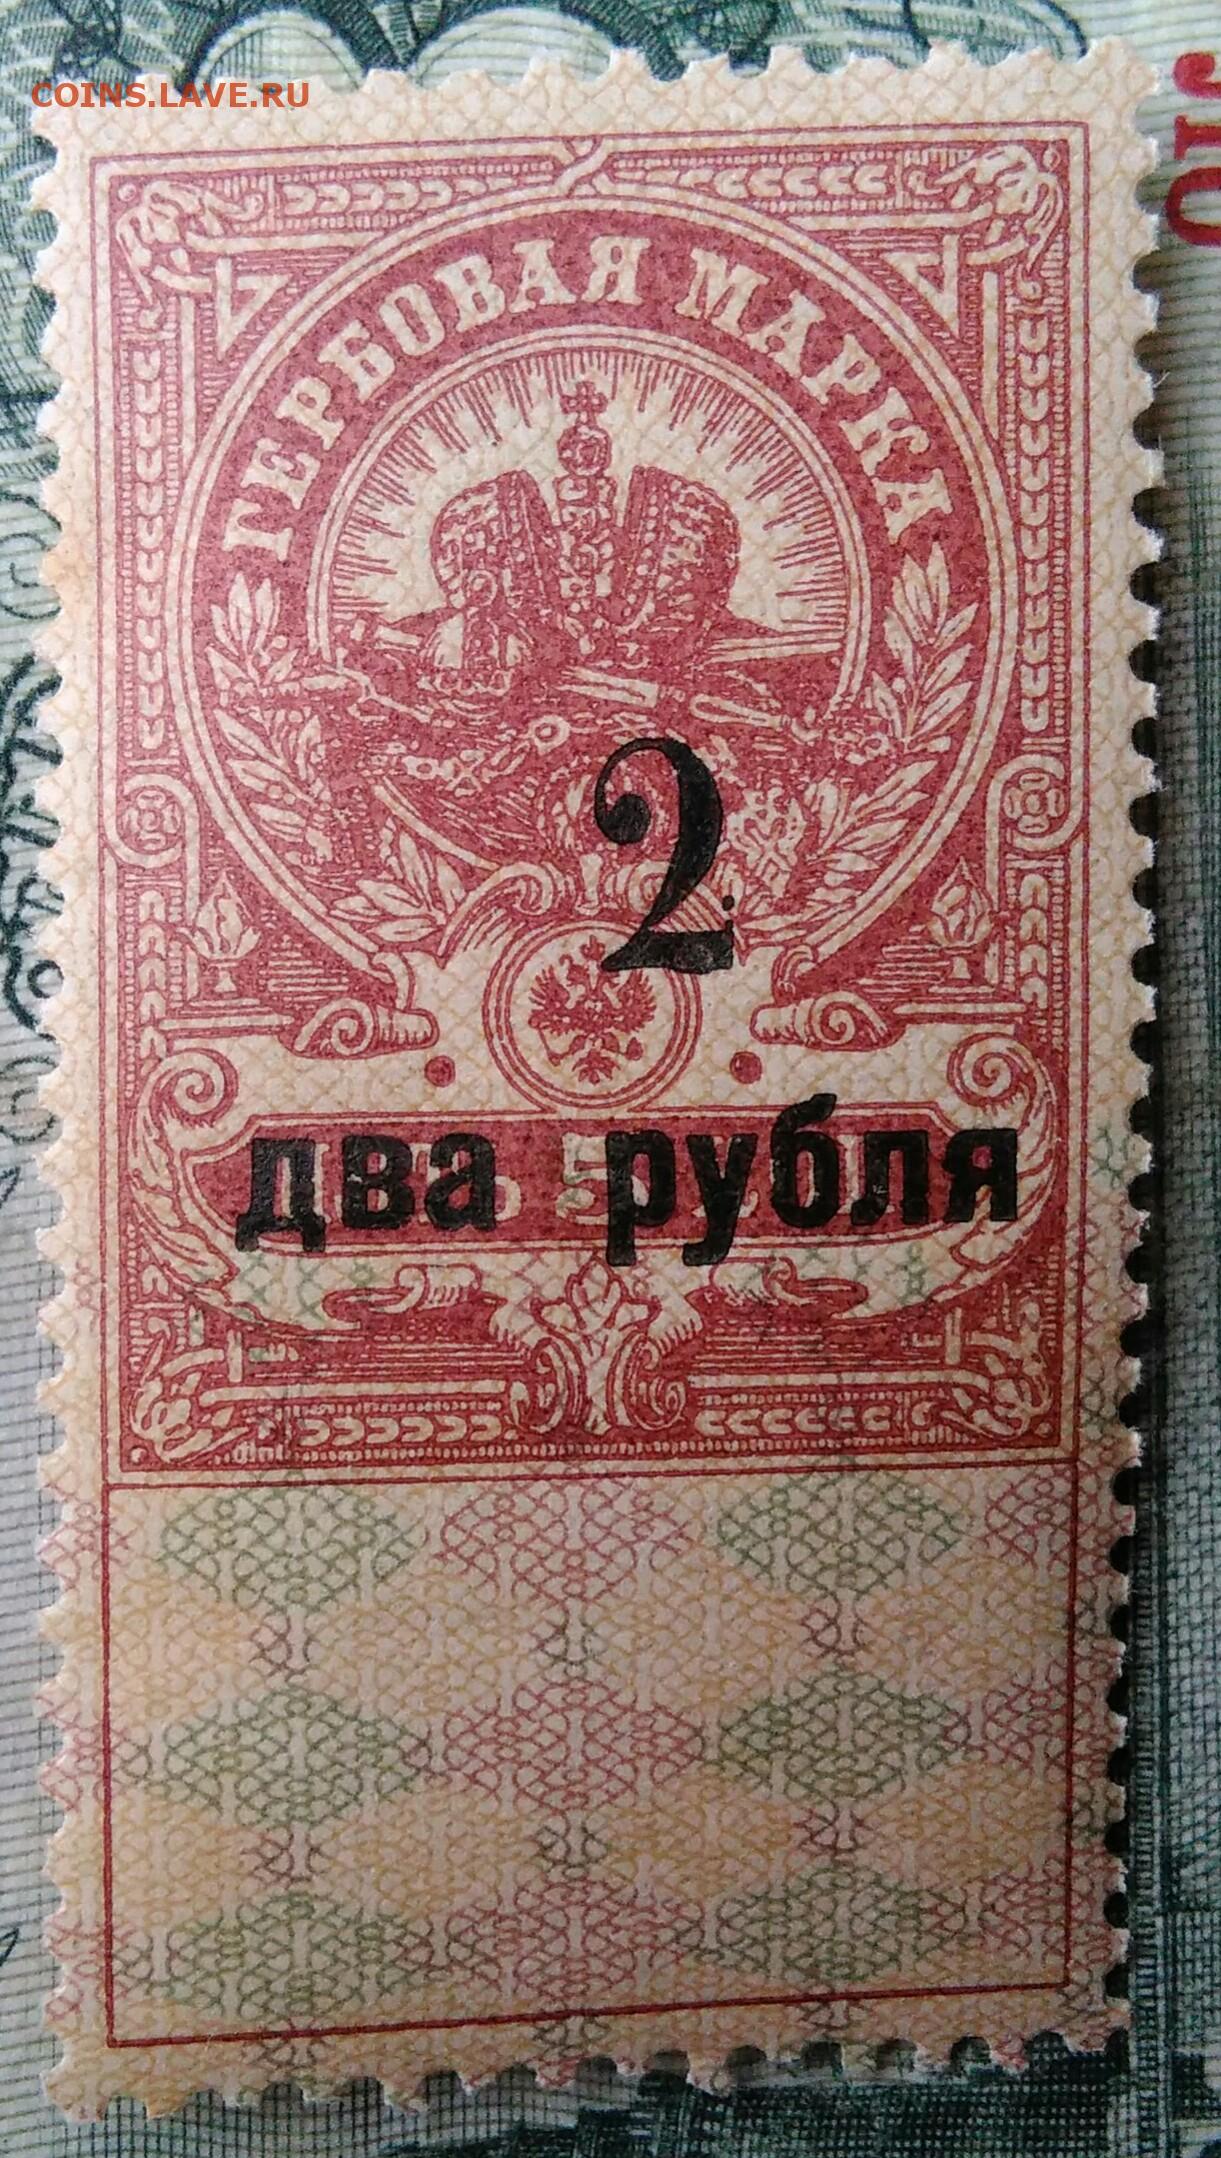 COINS.LAVE.RU
ГЕРБОВАЯ МАРКА
2
два рубля